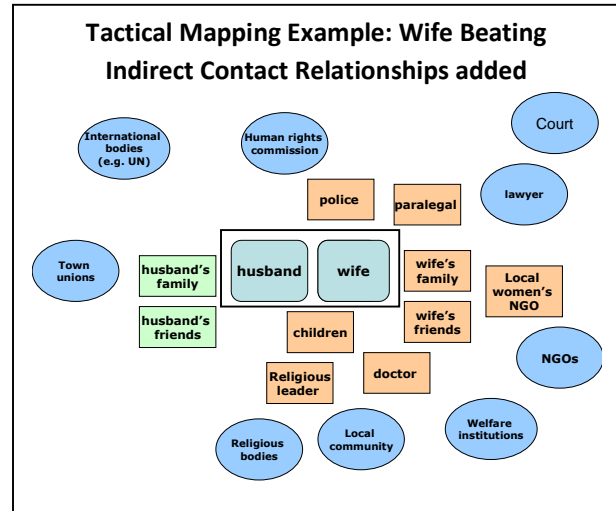 Tactical Mapping Example: Wife Beating
Indirect Contact Relationships added
International
bodies
(e.g. UN)
Human rights
commission
Court
police
paralegal
lawyer
Town
unions
husband's
family
husband
wife
wife's
family
Local
women's
NGO
husband's
friends
children
wife's
friends
NGOs
Religious
leader
doctor
Religious
bodies
Local
community
Welfare
institutions